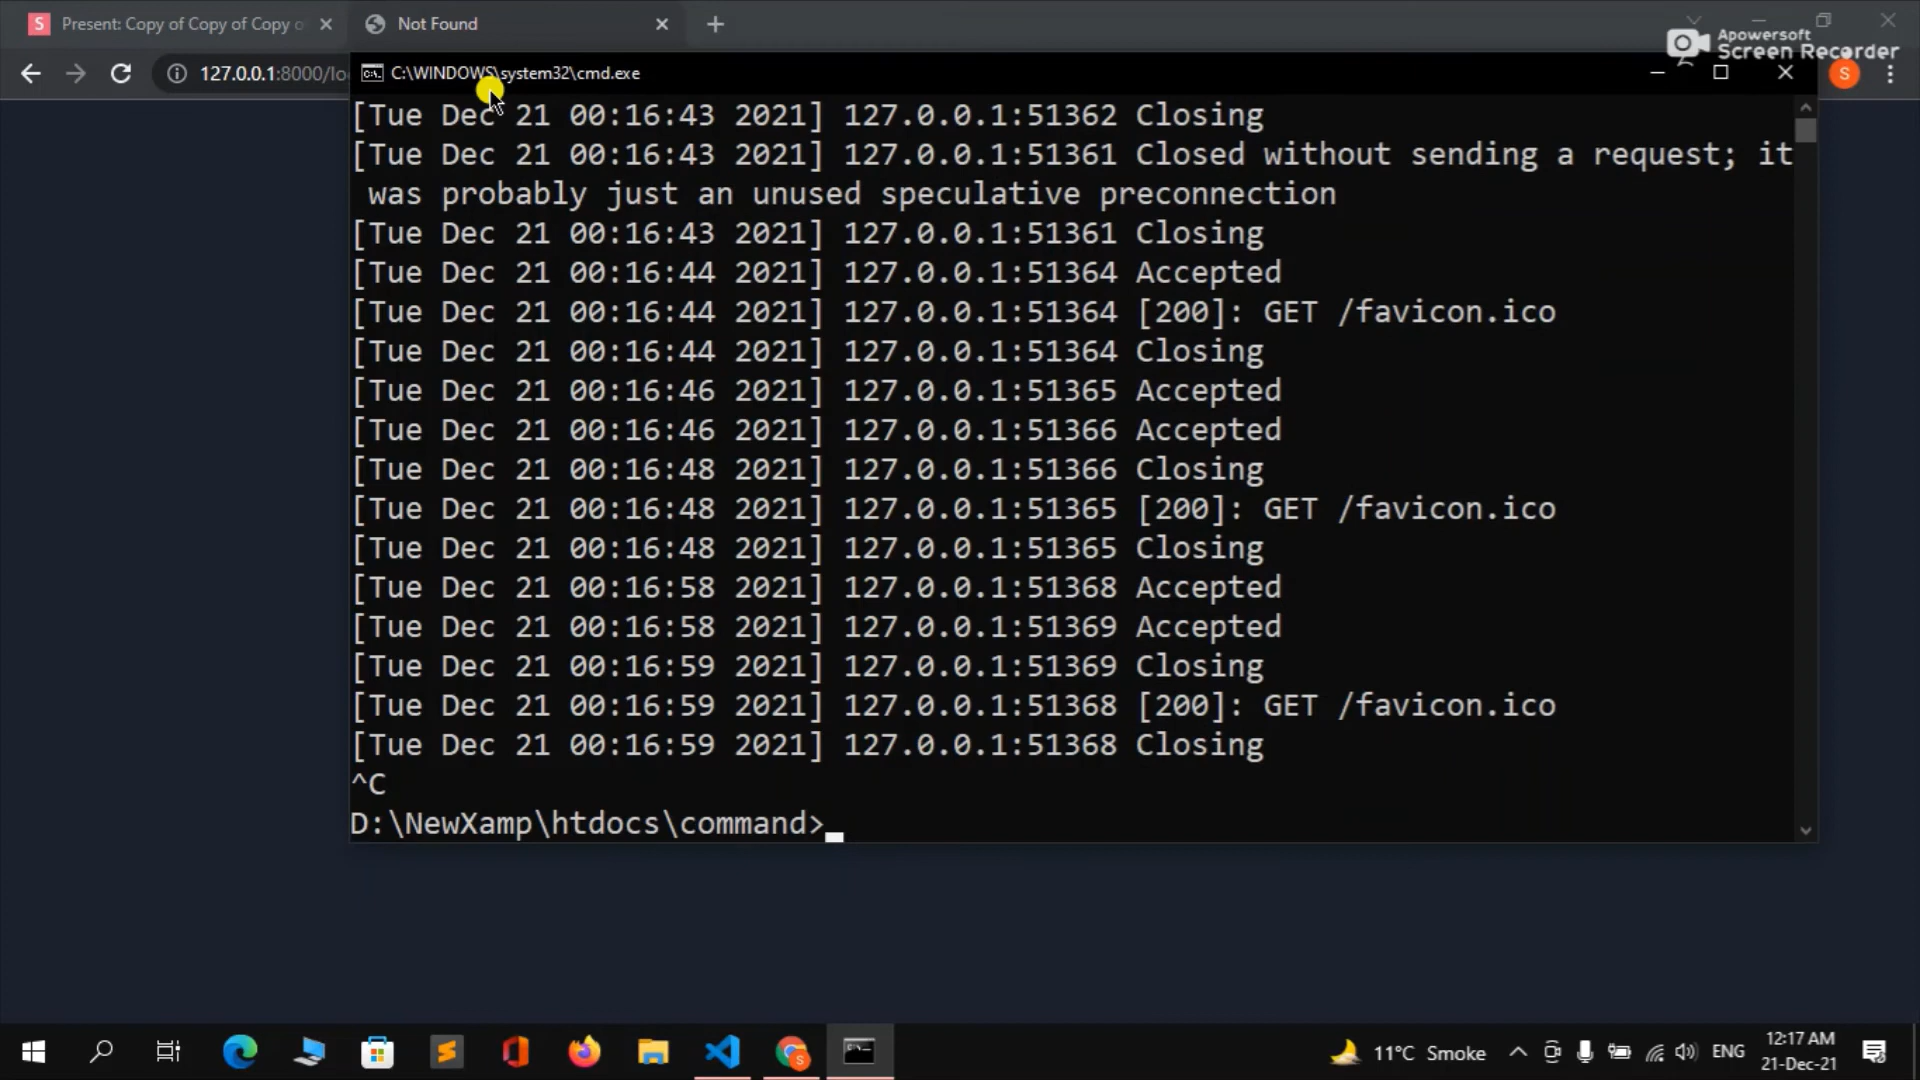 S Present: Copy of Copy of Copy o
Not Found
127.0.0.1:8000/lo
Apowersoft
Screen Recorder
S
C:\WINDOWS\system32\cmd.exe
[Tue Dec 21 00:16:43 2021] 127.0.0.1:51362 Closing
[Tue Dec 21 00:16:43 2021] 127.0.0.1:51361 Closed without sending a request; it
was probably just an unused speculative preconnection
[Tue Dec 21 00:16:43 2021] 127.0.0.1:51361 Closing
[Tue Dec 21 00:16:44 2021] 127.0.0.1:51364 Accepted
[Tue Dec 21 00:16:44 2021] 127.0.0.1:51364 [200]: GET /favicon.ico
[Tue Dec 21 00:16:44 2021] 127.0.0.1:51364 Closing
[Tue Dec 21 00:16:46 2021] 127.0.0.1:51365 Accepted
[Tue Dec 21 00:16:46 2021] 127.0.0.1:51366 Accepted
[Tue Dec 21 00:16:48 2021] 127.0.0.1:51366 Closing
[Tue Dec 21 00:16:48 2021] 127.0.0.1:51365 [200]: GET /favicon.ico
[Tue Dec 21 00:16:48 2021] 127.0.0.1:51365 Closing
[Tue Dec 21 00:16:58 2021] 127.0.0.1:51368 Accepted
[Tue Dec 21 00:16:58 2021] 127.0.0.1:51369 Accepted
[Tue Dec 21 00:16:59 2021] 127.0.0.1:51369 Closing
[Tue Dec 21 00:16:59 2021] 127.0.0.1:51368 [200]: GET /favicon.ico
[Tue Dec 21 00:16:59 2021] 127.0.0.1:51368 Closing
^C
D:\NewXamp\htdocs\command>
11°C Smoke
ENG
12:17 AM
21-Dec-21